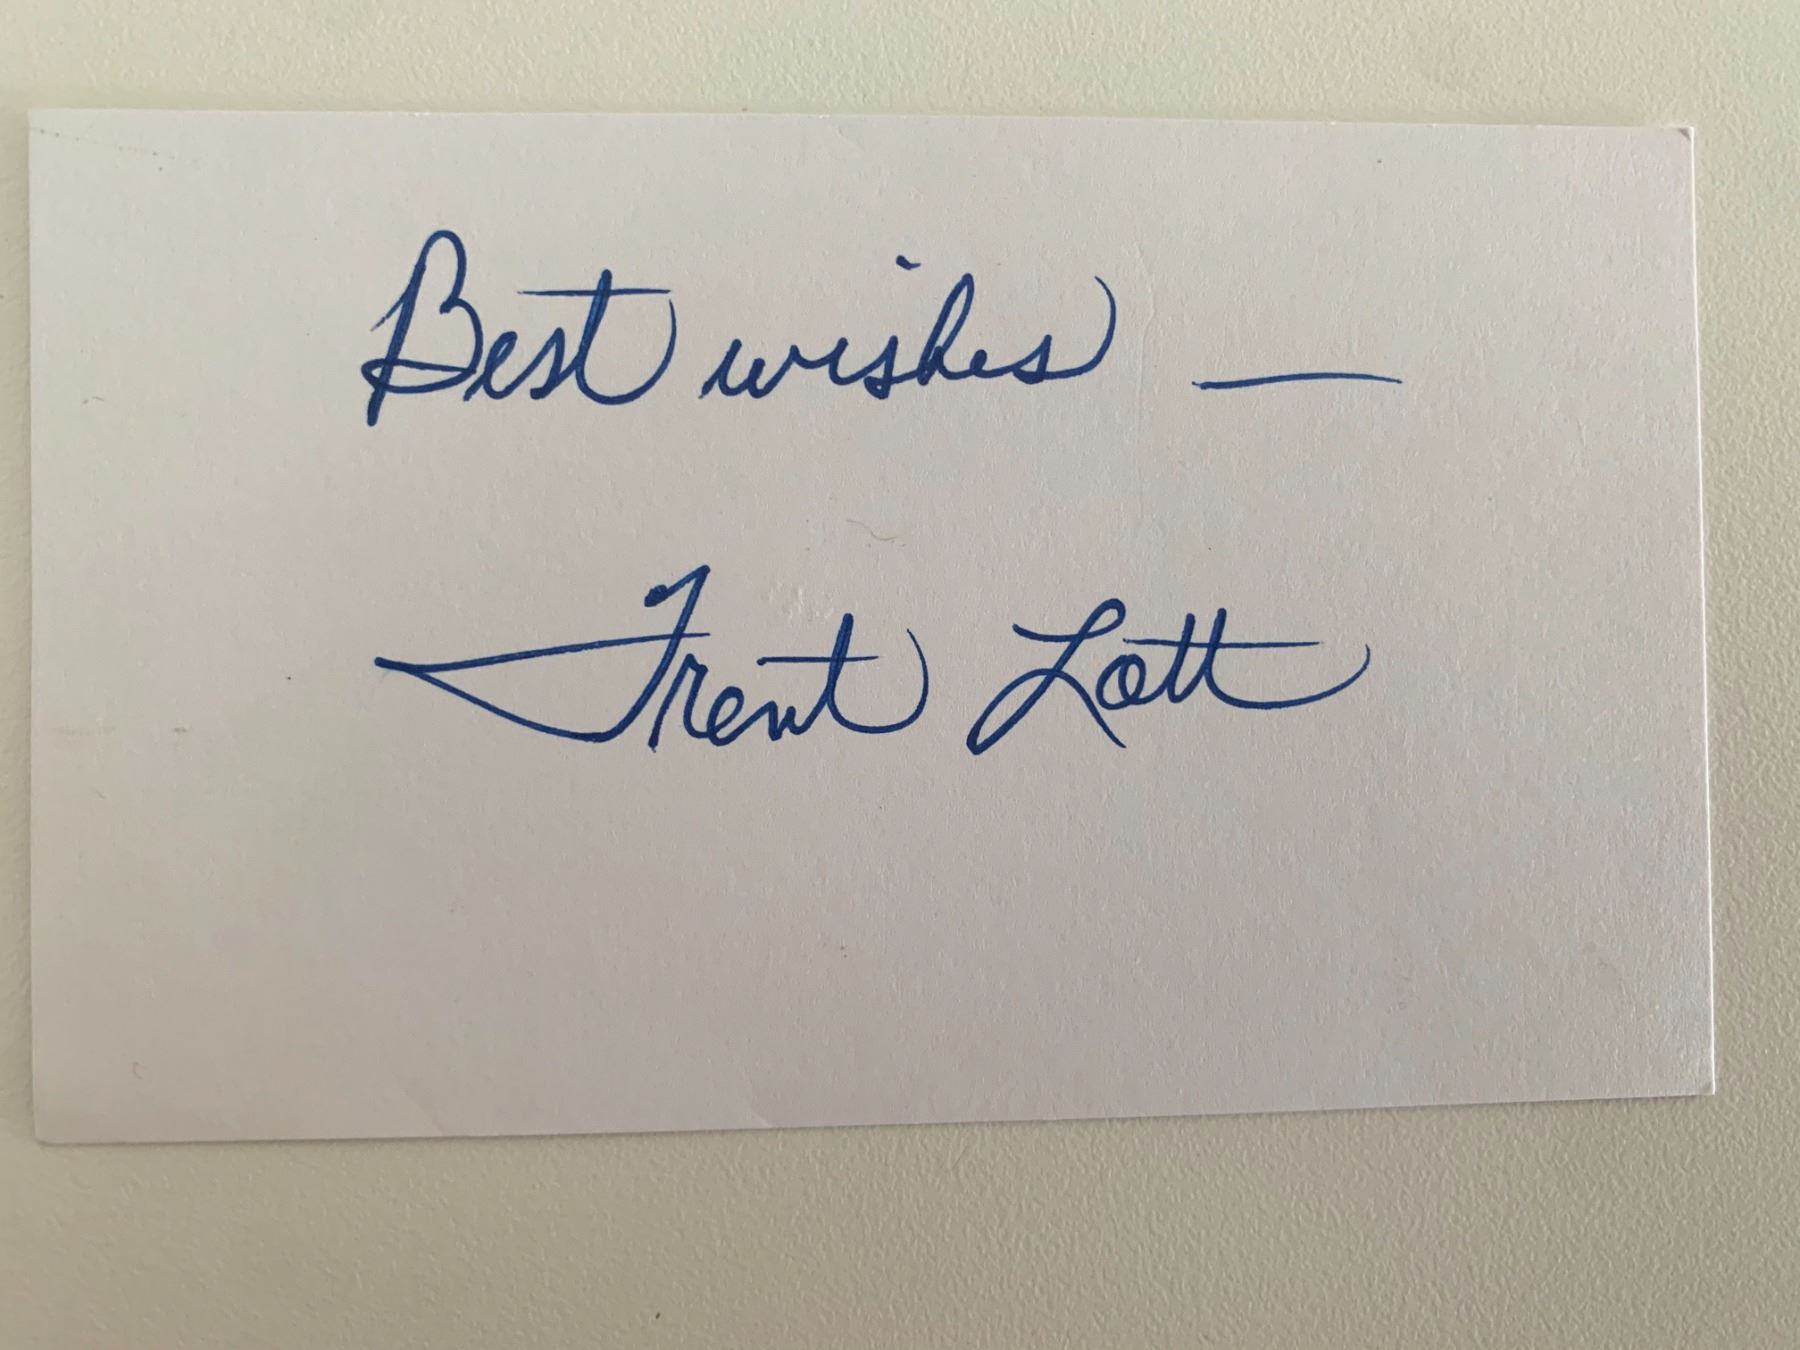 Best wishes —
Trent Lott